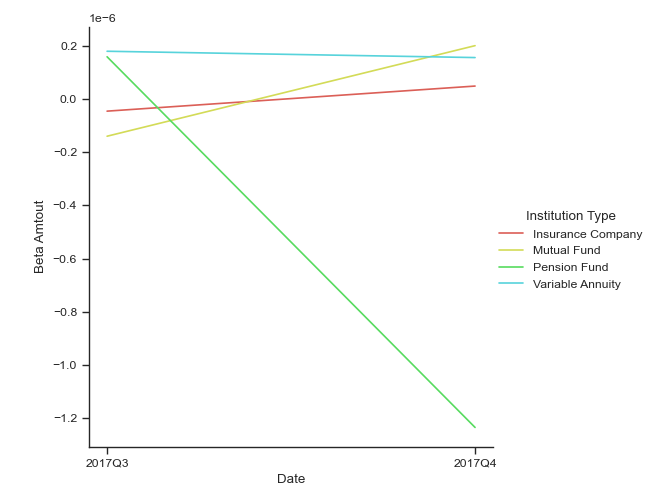 1e−6
0.2
0.0
−0.2
−0.4
−0.6
−0.8
−1.0
−1.2
Beta Amtout
2017Q3
2017Q4
Date
Institution Type
Insurance Company
Mutual Fund
Pension Fund
Variable Annuity